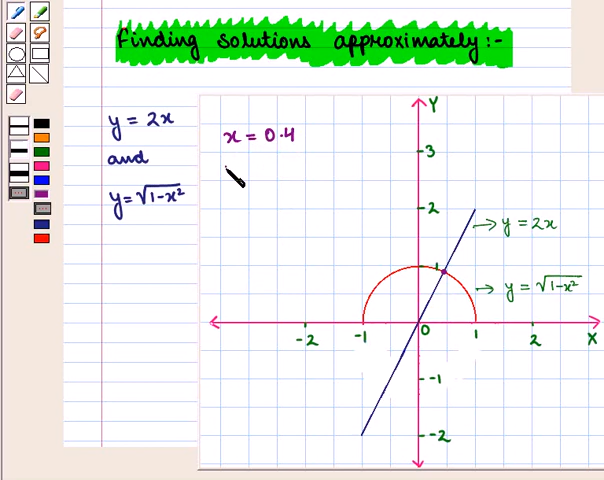 Finding solutions approximately:-
y = 2x
and
y = √1-x²
x = 0.4
Y
3
2
→ y = 2x
1
→ y = √1-x²
-2 -1 0 1 2 X
-1
-2